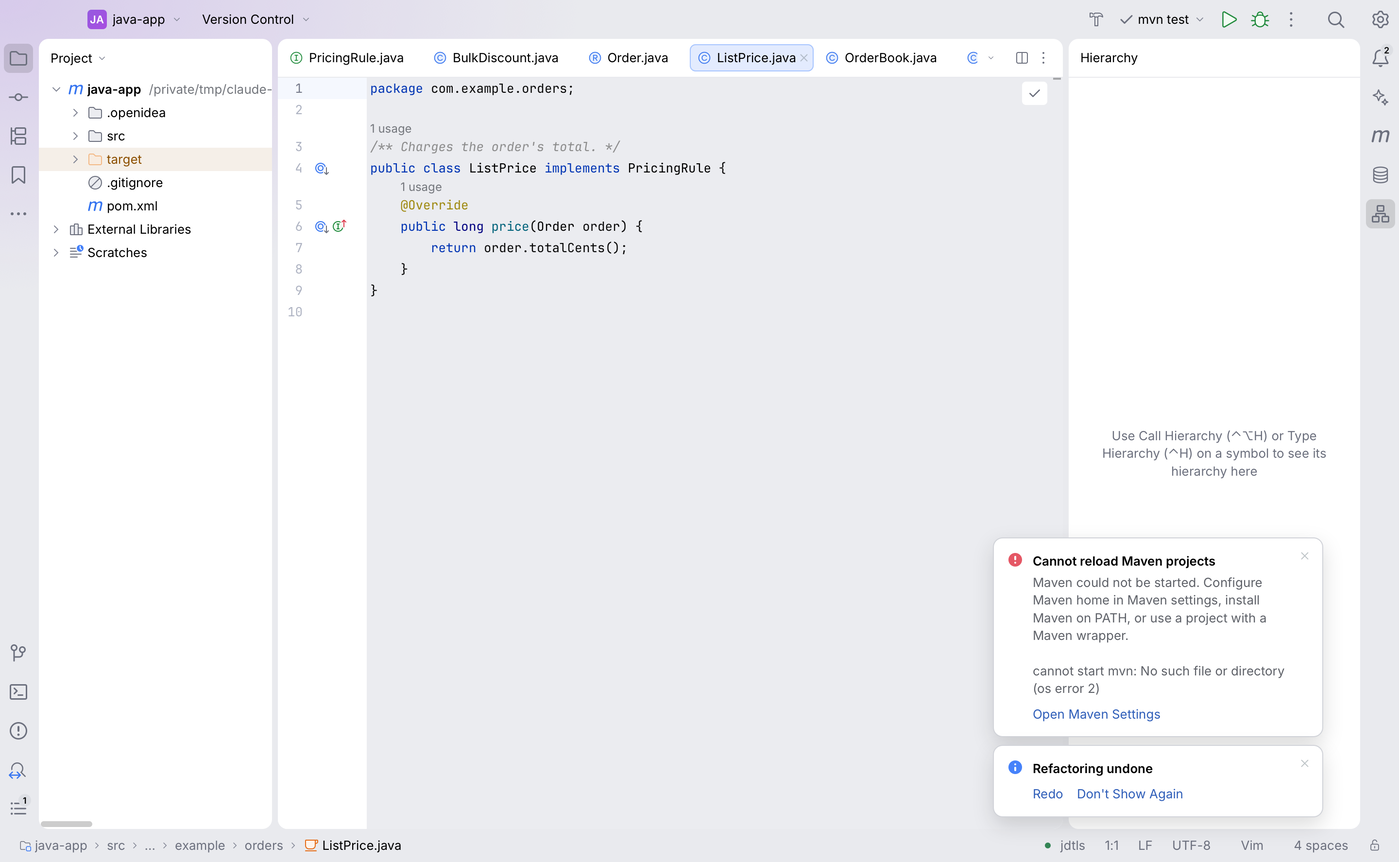 JA java-app Version Control mvn test
Project
PricingRule.java BulkDiscount.java Order.java ListPrice.java OrderBook.java
Hierarchy
2
java-app /private/tmp/claude-
.openidea
src
target
.gitignore
pom.xml
External Libraries
Scratches
1 package com.example.orders;
2
1 usage
3 /** Charges the order's total. */
4 public class ListPrice implements PricingRule {
1 usage
5 @Override
6 public long price(Order order) {
7 return order.totalCents();
8 }
9 }
10
Use Call Hierarchy (^⌥H) or Type
Hierarchy (^H) on a symbol to see its
hierarchy here
Cannot reload Maven projects
Maven could not be started. Configure
Maven home in Maven settings, install
Maven on PATH, or use a project with a
Maven wrapper.
cannot start mvn: No such file or directory
(os error 2)
Open Maven Settings
Refactoring undone
Redo Don't Show Again
1
java-app › src › ... › example › orders › ListPrice.java
jdtls 1:1 LF UTF-8 Vim 4 spaces